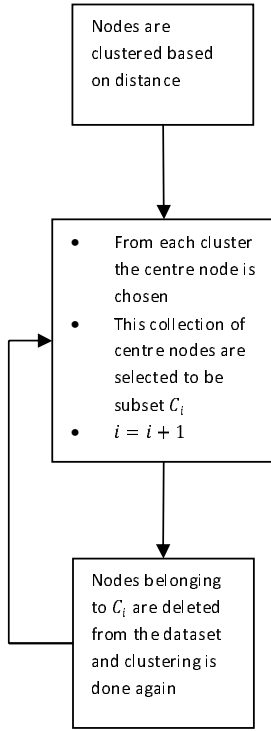 Nodes are
clustered based
on distance
• From each cluster
the centre node is
chosen
• This collection of
centre nodes are
selected to be
subset C_i
• i = i + 1
Nodes belonging
to C_i are deleted
from the dataset
and clustering is
done again